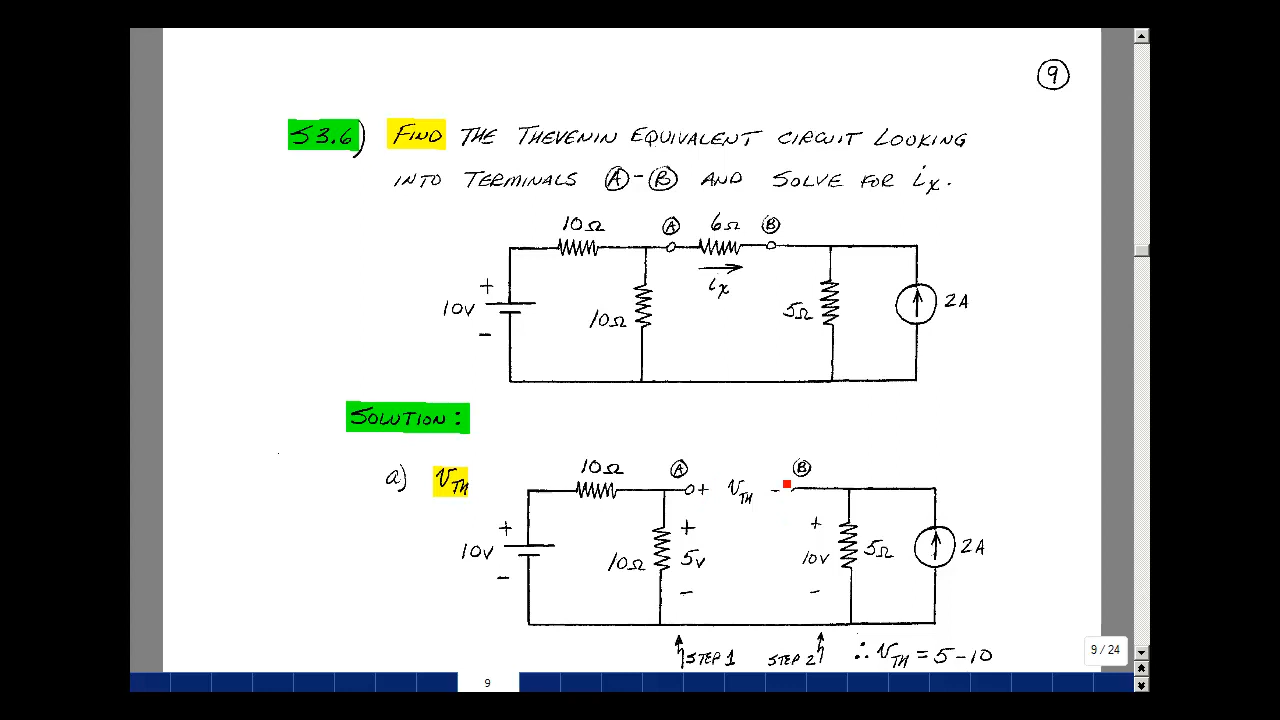 9
S3.6) FIND THE THEVENIN EQUIVALENT CIRCUIT LOOKING
INTO TERMINALS A-B AND SOLVE FOR ix.
10Ω A 6Ω B
+
10V
-
10Ω
ix
5Ω
2A
SOLUTION:
a) VTH
10Ω A + VTH - B
+
10V
-
10Ω
+
5V
-
+
10V
-
5Ω
2A
STEP 1 STEP 2 ∴ VTH = 5-10
9 / 24
9